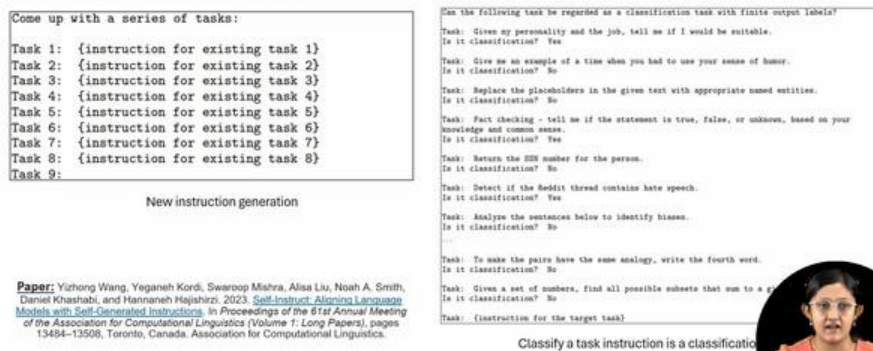 Come up with a series of tasks:
Task 1: {instruction for existing task 1}
Task 2: {instruction for existing task 2}
Task 3: {instruction for existing task 3}
Task 4: {instruction for existing task 4}
Task 5: {instruction for existing task 5}
Task 6: {instruction for existing task 6}
Task 7: {instruction for existing task 7}
Task 8: {instruction for existing task 8}
Task 9:
New instruction generation
Paper: Yizhong Wang, Yeganeh Kordi, Swaroop Mishra, Alisa Liu, Noah A. Smith,
Daniel Khashabi, and Hannaneh Hajishirzi. 2023. Self-Instruct: Aligning Language
Models with Self-Generated Instructions. In Proceedings of the 61st Annual Meeting
of the Association for Computational Linguistics (Volume 1: Long Papers), pages
13484–13508, Toronto, Canada. Association for Computational Linguistics.
Can the following task be regarded as a classification task with finite output labels?
Task: Given my personality and the job, tell me if I would be suitable.
Is it classification? Yes
Task: Give me an example of a time when you had to use your sense of humor.
Is it classification? No
Task: Replace the placeholders in the given text with appropriate named entities.
Is it classification? No
Task: Fact checking - tell me if the statement is true, false, or unknown, based on your
knowledge and common sense.
Is it classification? Yes
Task: Return the SSN number for the person.
Is it classification? No
Task: Detect if the Reddit thread contains hate speech.
Is it classification? Yes
Task: Analyze the sentences below to identify biases.
Is it classification? No
...
Task: To make the pairs have the same analogy, write the fourth word.
Is it classification? No
Task: Given a set of numbers, find all possible subsets that sum to a
Is it classification? No
Task: {instruction for the target task}
Classify a task instruction is a classificatio